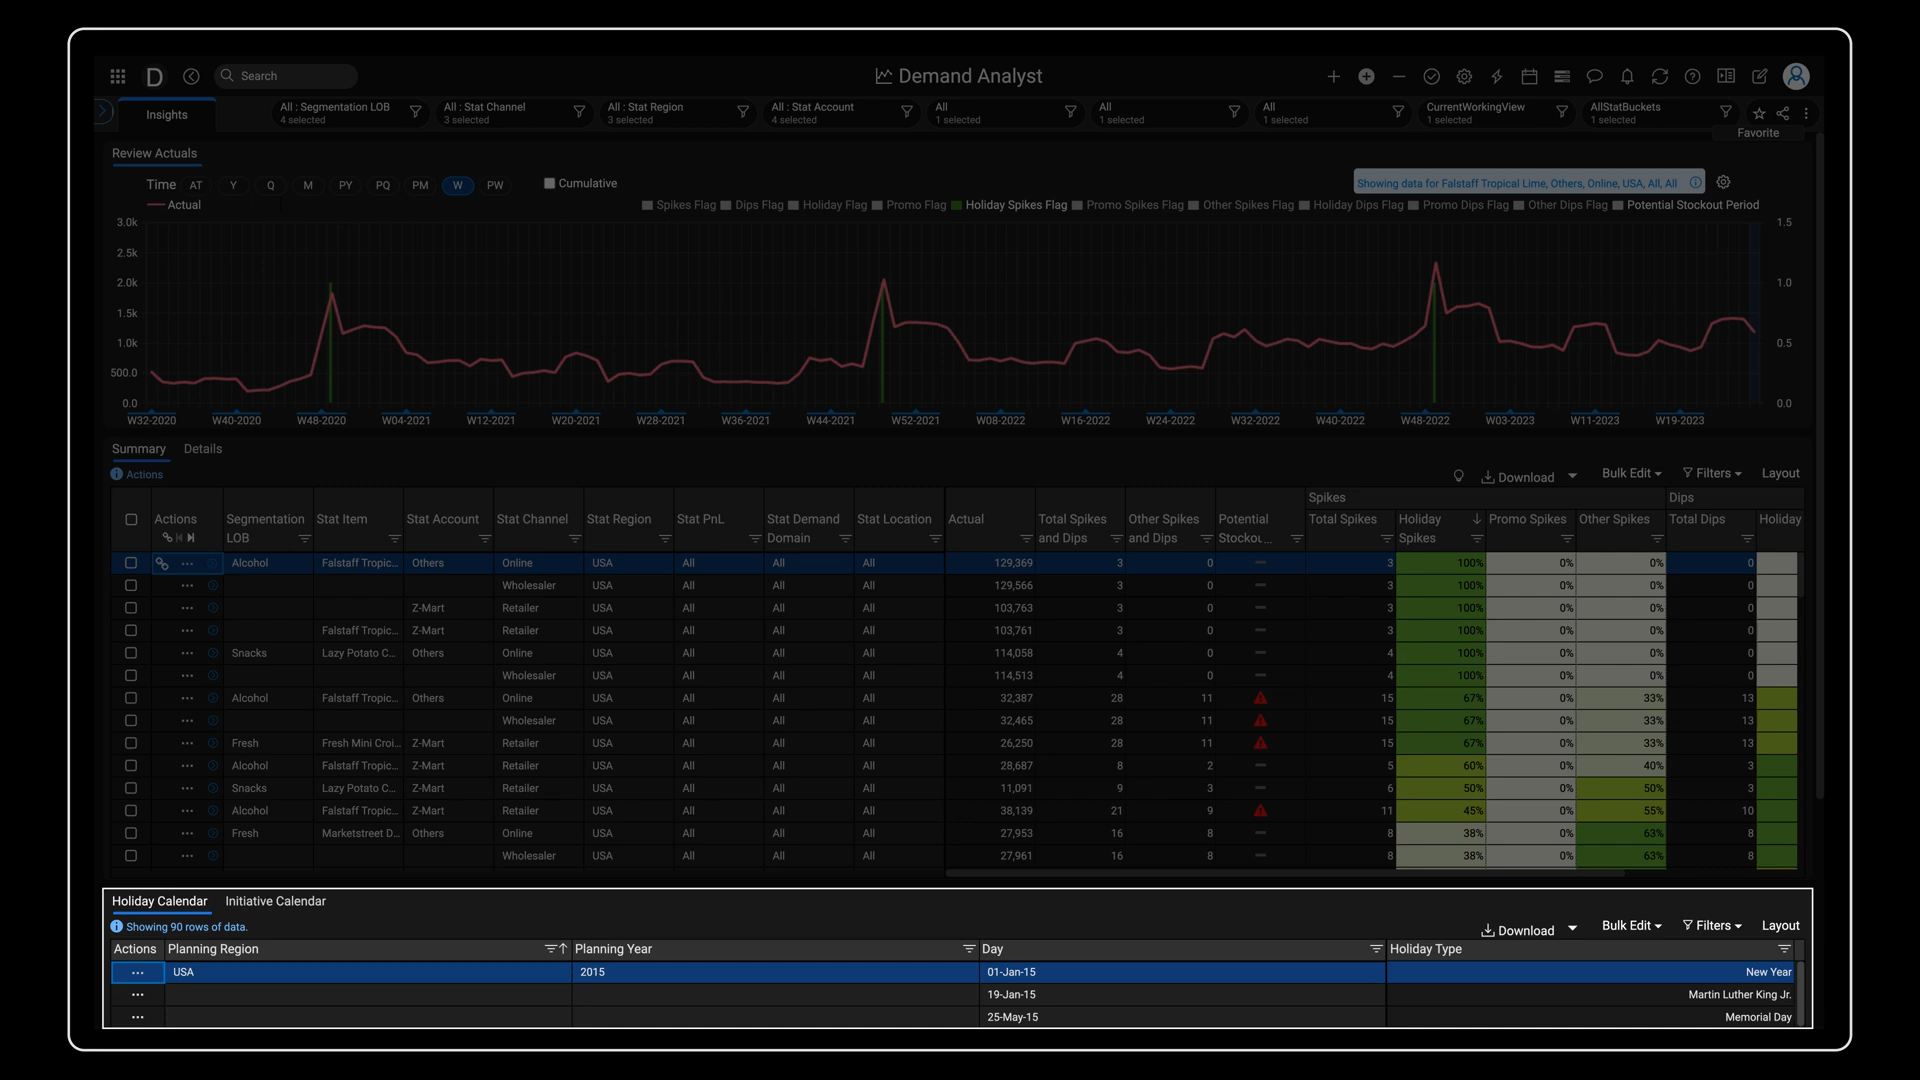 D Search Demand Analyst
Insights
All : Segmentation LOB
4 selected
All : Stat Channel
3 selected
All : Stat Region
3 selected
All : Stat Account
4 selected
All
1 selected
All
1 selected
All
1 selected
CurrentWorkingView
1 selected
AllStatBuckets
1 selected
Favorite
Review Actuals
Time AT Y Q M PY PQ PM W PW Cumulative
Showing data for Falstaff Tropical Lime, Others, Online, USA, All, All
Actual Spikes Flag Dips Flag Holiday Flag Promo Flag Holiday Spikes Flag Promo Spikes Flag Other Spikes Flag Holiday Dips Flag Promo Dips Flag Other Dips Flag Potential Stockout Period
3.0k 1.5
2.5k
2.0k 1.0
1.5k
1.0k 0.5
500.0
0.0 0.0
W32-2020 W40-2020 W48-2020 W04-2021 W12-2021 W20-2021 W28-2021 W36-2021 W44-2021 W52-2021 W08-2022 W16-2022 W24-2022 W32-2022 W40-2022 W48-2022 W03-2023 W11-2023 W19-2023
Summary Details
Actions
Download Bulk Edit Filters Layout
Spikes Dips
Actions Segmentation LOB Stat Item Stat Account Stat Channel Stat Region Stat PnL Stat Demand Domain Stat Location Actual Total Spikes and Dips Other Spikes and Dips Potential Stockou... Total Spikes Holiday Spikes Promo Spikes Other Spikes Total Dips Holiday
... Alcohol Falstaff Tropic... Others Online USA All All All 129,369 3 0 — 3 100% 0% 0% 0
... Wholesaler USA All All All 129,566 3 0 — 3 100% 0% 0% 0
... Z-Mart Retailer USA All All All 103,763 3 0 — 3 100% 0% 0% 0
... Falstaff Tropic... Z-Mart Retailer USA All All All 103,761 3 0 — 3 100% 0% 0% 0
... Snacks Lazy Potato C... Others Online USA All All All 114,058 4 0 — 4 100% 0% 0% 0
... Wholesaler USA All All All 114,513 4 0 — 4 100% 0% 0% 0
... Alcohol Falstaff Tropic... Others Online USA All All All 32,387 28 11 15 67% 0% 33% 13
... Wholesaler USA All All All 32,465 28 11 15 67% 0% 33% 13
... Fresh Fresh Mini Croi... Z-Mart Retailer USA All All All 26,250 28 11 15 67% 0% 33% 13
... Alcohol Falstaff Tropic... Z-Mart Retailer USA All All All 28,687 8 2 — 5 60% 0% 40% 3
... Snacks Lazy Potato C... Z-Mart Retailer USA All All All 11,091 9 3 — 6 50% 0% 50% 3
... Alcohol Falstaff Tropic... Z-Mart Retailer USA All All All 38,139 21 9 11 45% 0% 55% 10
... Fresh Marketstreet D... Others Online USA All All All 27,953 16 8 — 8 38% 0% 63% 8
... Wholesaler USA All All All 27,961 16 8 — 8 38% 0% 63% 8
Holiday Calendar Initiative Calendar
Showing 90 rows of data.
Download Bulk Edit Filters Layout
Actions Planning Region Planning Year Day Holiday Type
... USA 2015 01-Jan-15 New Year
... 19-Jan-15 Martin Luther King Jr.
... 25-May-15 Memorial Day